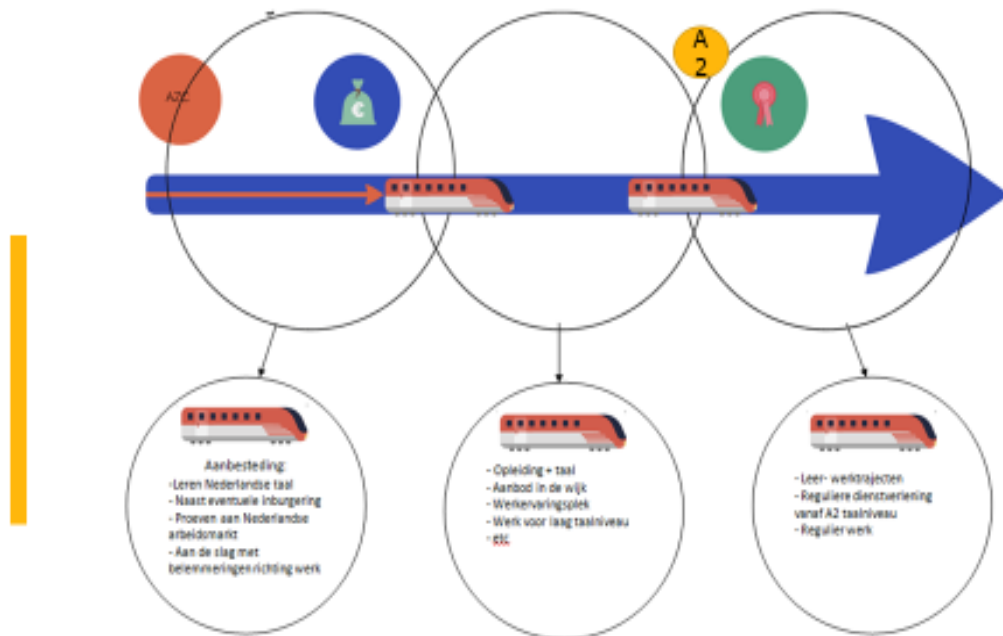 AZC
€
A
2
Aanbesteding:
-Leren Nederlandse taal
- Naast eventuele inburgering
- Proeven aan Nederlandse
arbeidsmarkt
- Aan de slag met
belemmeringen richting werk
- Opleiding + taal
- Aanbod in de wijk
- Werkervaringsplek
- Werk voor laag taalniveau
- etc
- Leer- werktrajecten
- Reguliere dienstverlening
vanaf A2 taalniveau
- Regulier werk